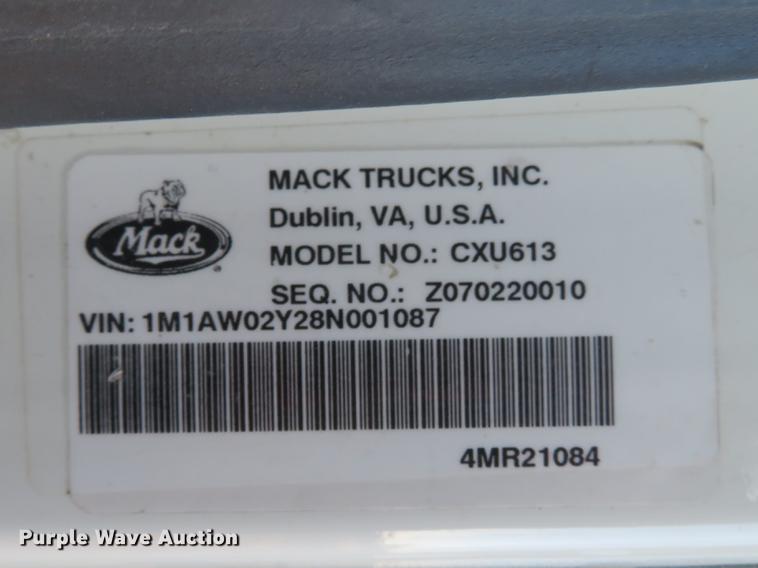 MACK TRUCKS, INC.
Dublin, VA, U.S.A.
Mack
MODEL NO.: CXU613
SEQ. NO.: Z070220010
VIN: 1M1AW02Y28N001087
4MR21084
Purple Wave Auction